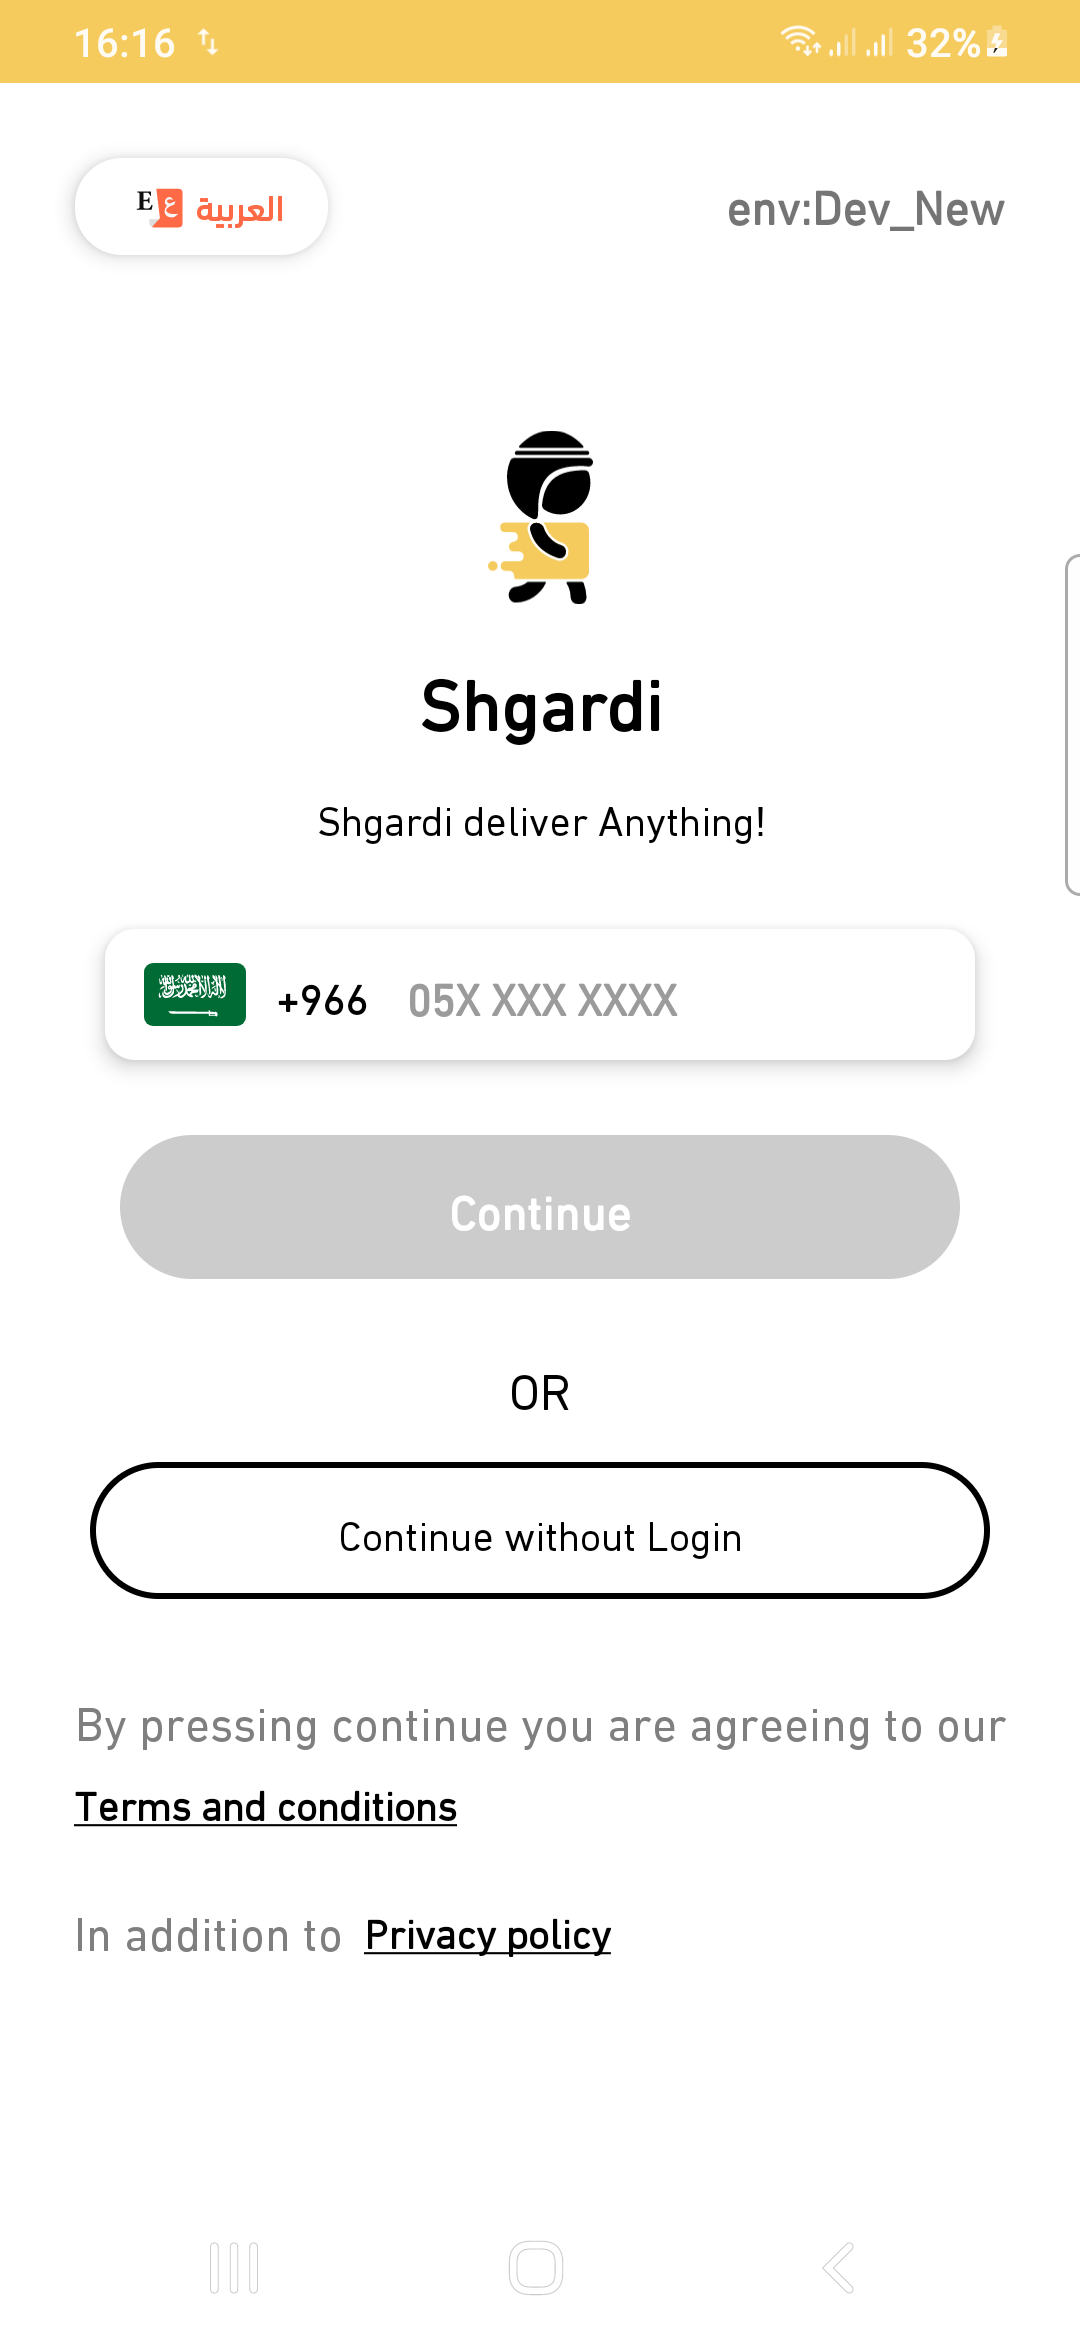 16:16
32%
E ع العربية
env:Dev_New
Shgardi
Shgardi deliver Anything!
+966 05X XXX XXXX
Continue
OR
Continue without Login
By pressing continue you are agreeing to our
Terms and conditions
In addition to Privacy policy